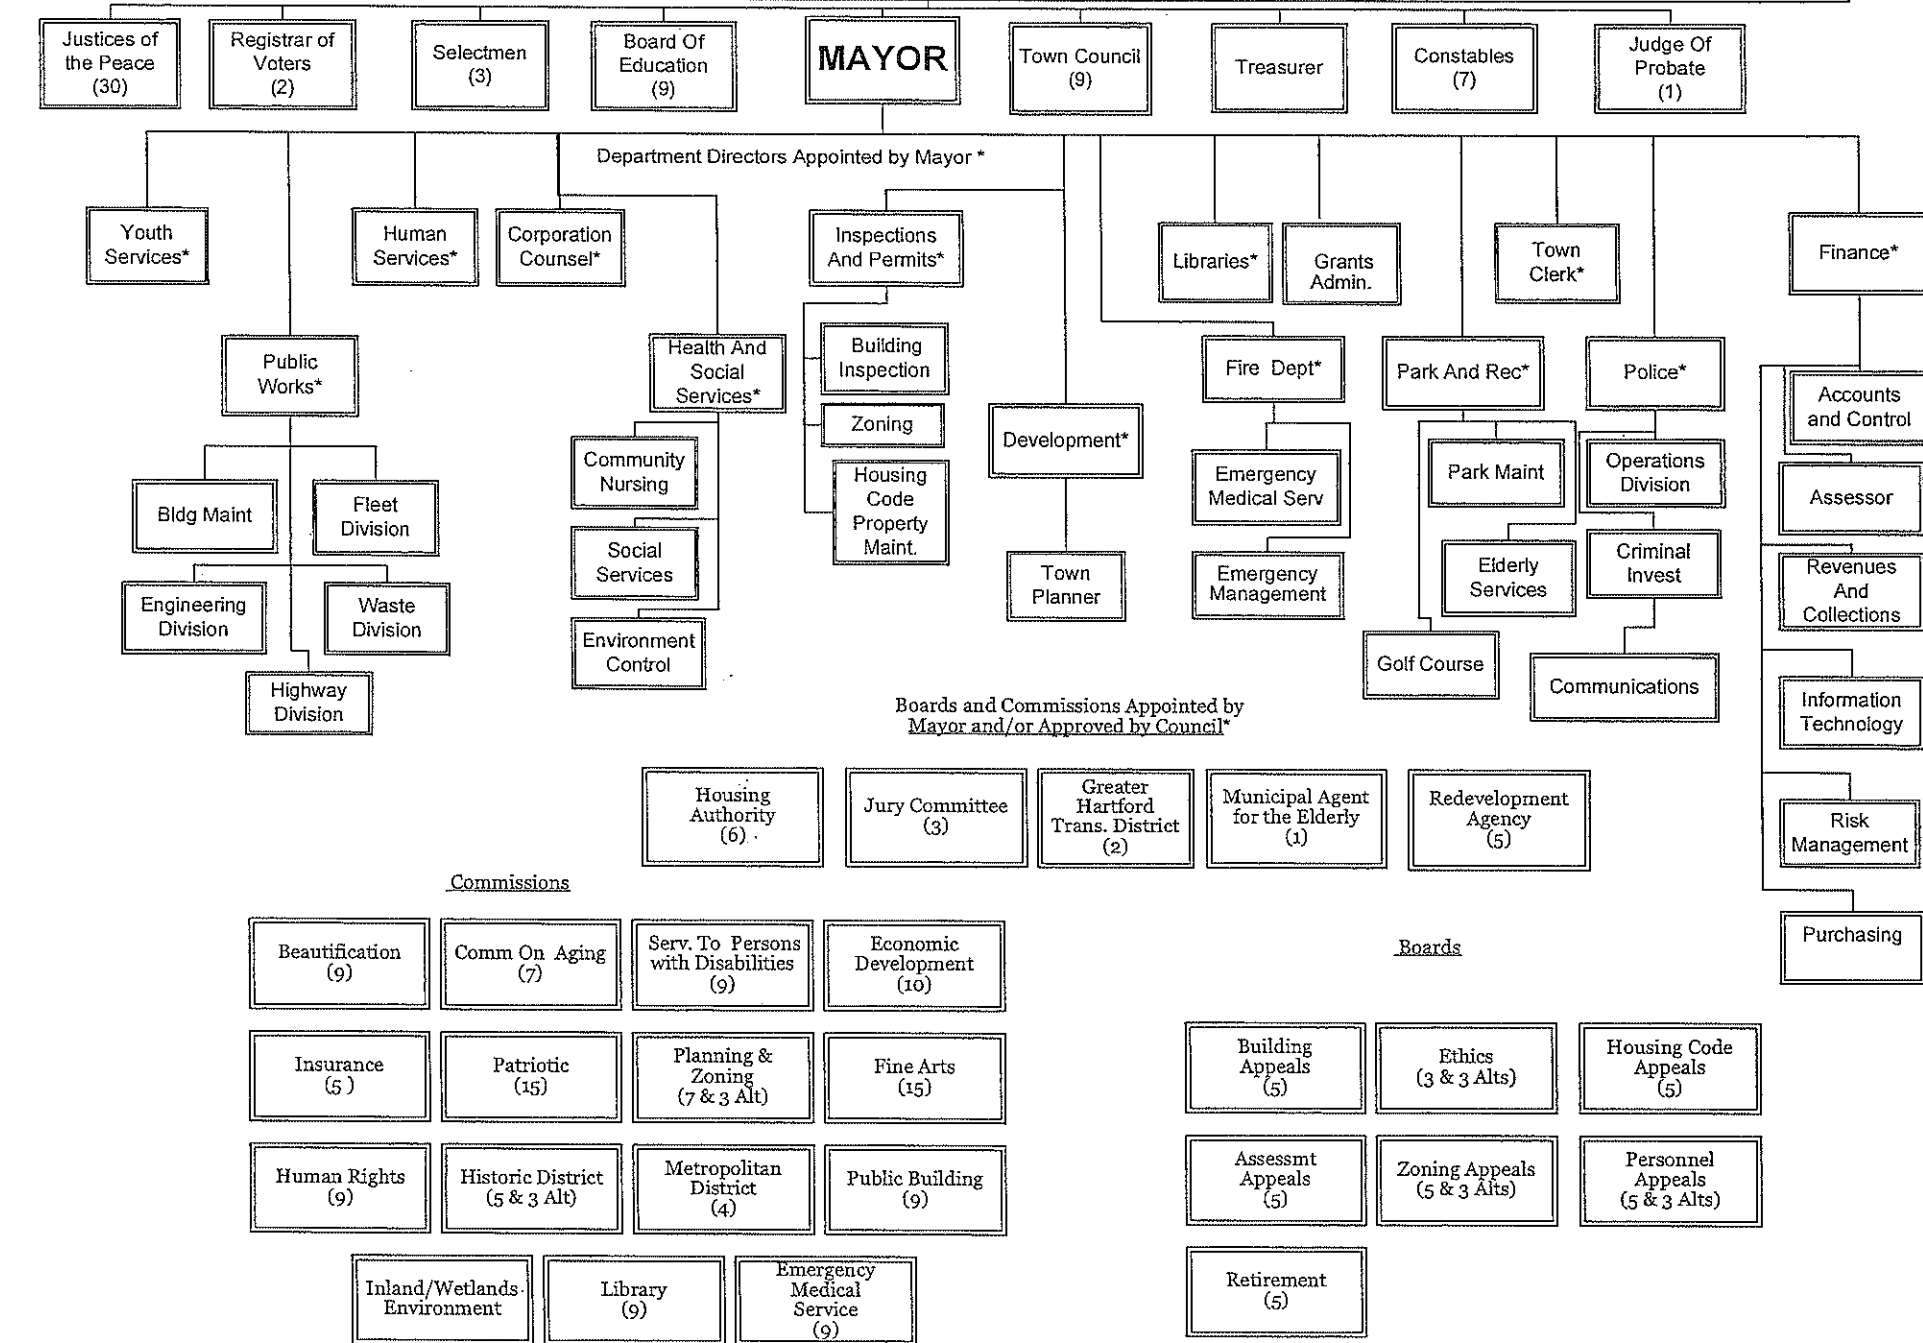 Justices of
the Peace
(30)
Registrar of
Voters
(2)
Selectmen
(3)
Board Of
Education
(9)
MAYOR
Town Council
(9)
Treasurer
Constables
(7)
Judge Of
Probate
(1)
Department Directors Appointed by Mayor *
Youth
Services*
Human
Services*
Corporation
Counsel*
Inspections
And Permits*
Libraries*
Grants
Admin.
Town
Clerk*
Finance*
Public
Works*
Health And
Social
Services*
Building
Inspection
Zoning
Housing
Code
Property
Maint.
Development*
Fire Dept*
Park And Rec*
Police*
Accounts
and Control
Bldg Maint
Fleet
Division
Community
Nursing
Emergency
Medical Serv
Park Maint
Operations
Division
Assessor
Engineering
Division
Waste
Division
Social
Services
Town
Planner
Emergency
Management
Elderly
Services
Criminal
Invest
Revenues
And
Collections
Highway
Division
Environment
Control
Golf Course
Communications
Information
Technology
Risk
Management
Purchasing
Boards and Commissions Appointed by
Mayor and/or Approved by Council*
Housing
Authority
(6)
Jury Committee
(3)
Greater
Hartford
Trans. District
(2)
Municipal Agent
for the Elderly
(1)
Redevelopment
Agency
(5)
Commissions
Beautification
(9)
Comm On Aging
(7)
Serv. To Persons
with Disabilities
(9)
Economic
Development
(10)
Insurance
(5 )
Patriotic
(15)
Planning &
Zoning
(7 & 3 Alt)
Fine Arts
(15)
Human Rights
(9)
Historic District
(5 & 3 Alt)
Metropolitan
District
(4)
Public Building
(9)
Inland/Wetlands
Environment
Library
(9)
Emergency
Medical
Service
(9)
Boards
Building
Appeals
(5)
Ethics
(3 & 3 Alts)
Housing Code
Appeals
(5)
Assessmt
Appeals
(5)
Zoning Appeals
(5 & 3 Alts)
Personnel
Appeals
(5 & 3 Alts)
Retirement
(5)